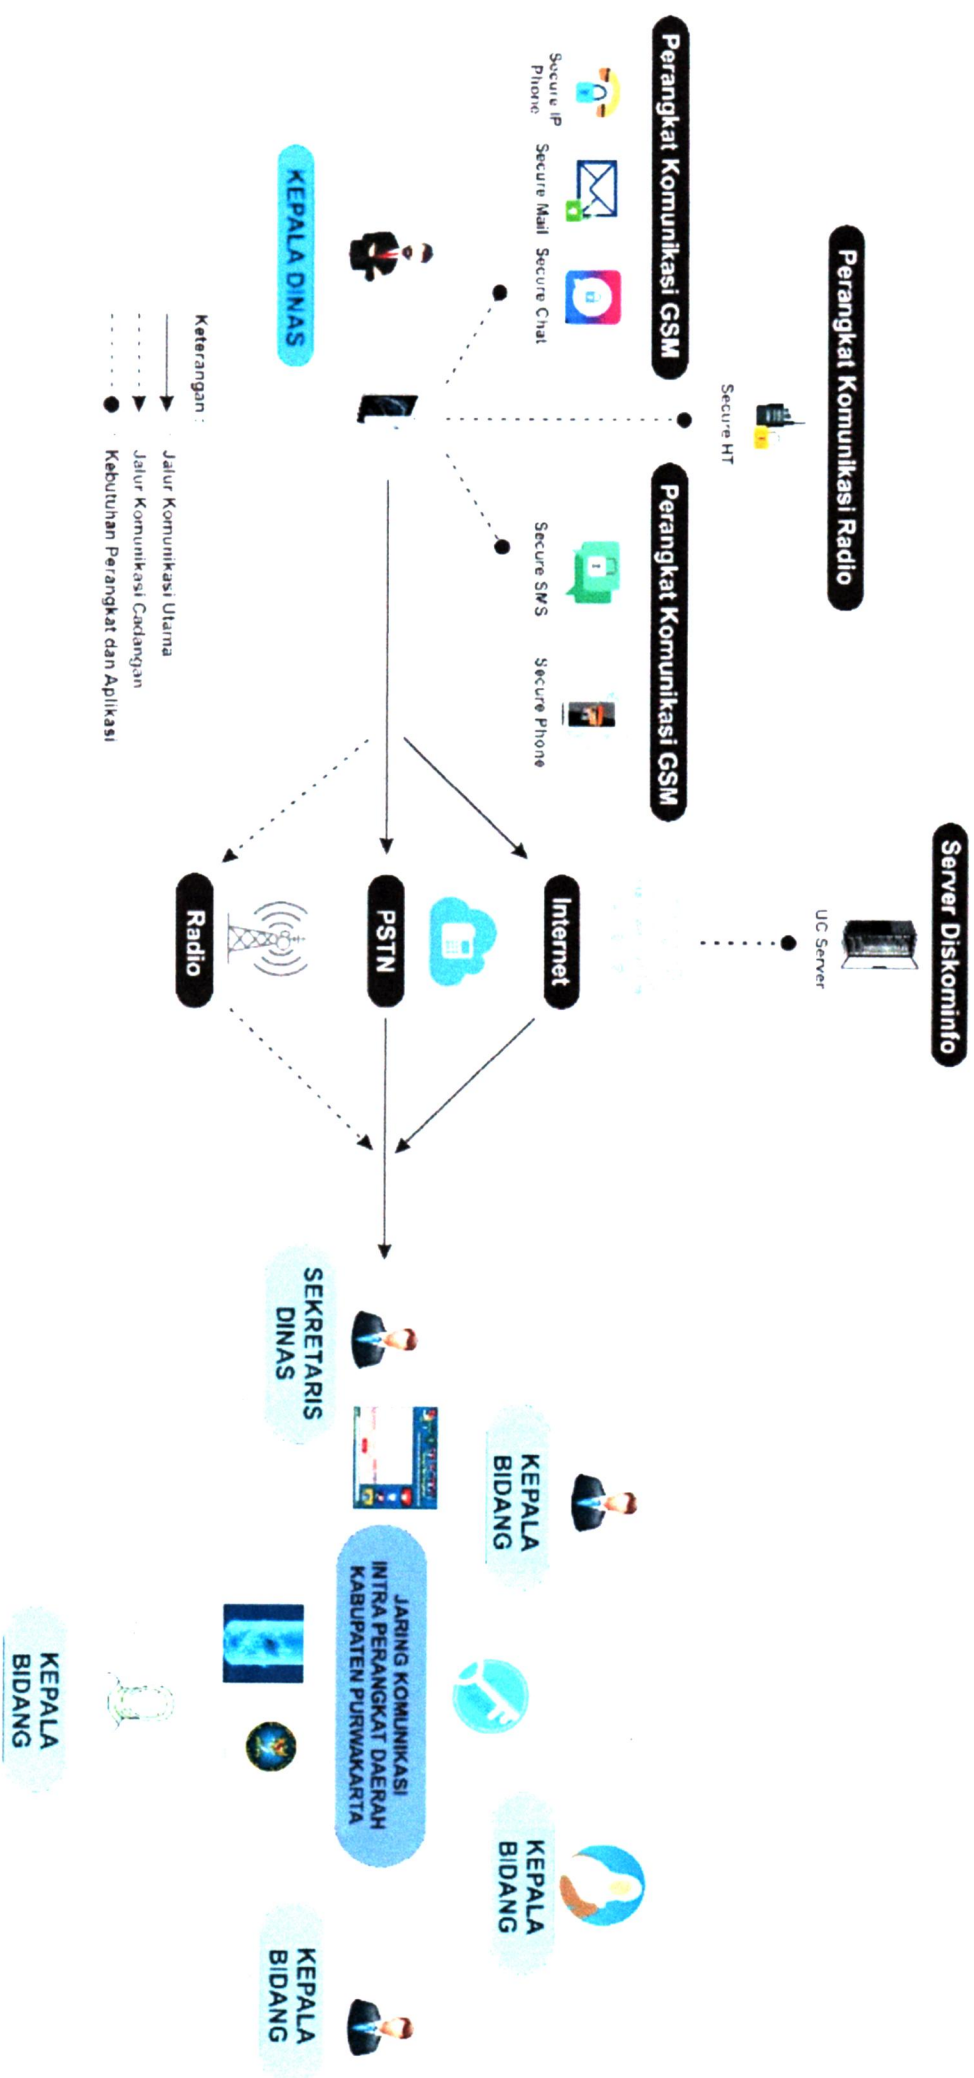 Server Diskominfo
UC Server
Perangkat Komunikasi Radio
Secure HT
Perangkat Komunikasi GSM
Secure IP
Phone
Secure Mail
Secure Chat
Perangkat Komunikasi GSM
Secure SMS
Secure Phone
KEPALA DINAS
Internet
PSTN
Radio
SEKRETARIS
DINAS
KEPALA
BIDANG
KEPALA
BIDANG
JARING KOMUNIKASI
INTRA PERANGKAT DAERAH
KABUPATEN PURWAKARTA
KEPALA
BIDANG
KEPALA
BIDANG
Keterangan :
Jalur Komunikasi Utama
Jalur Komunikasi Cadangan
Kebutuhan Perangkat dan Aplikasi